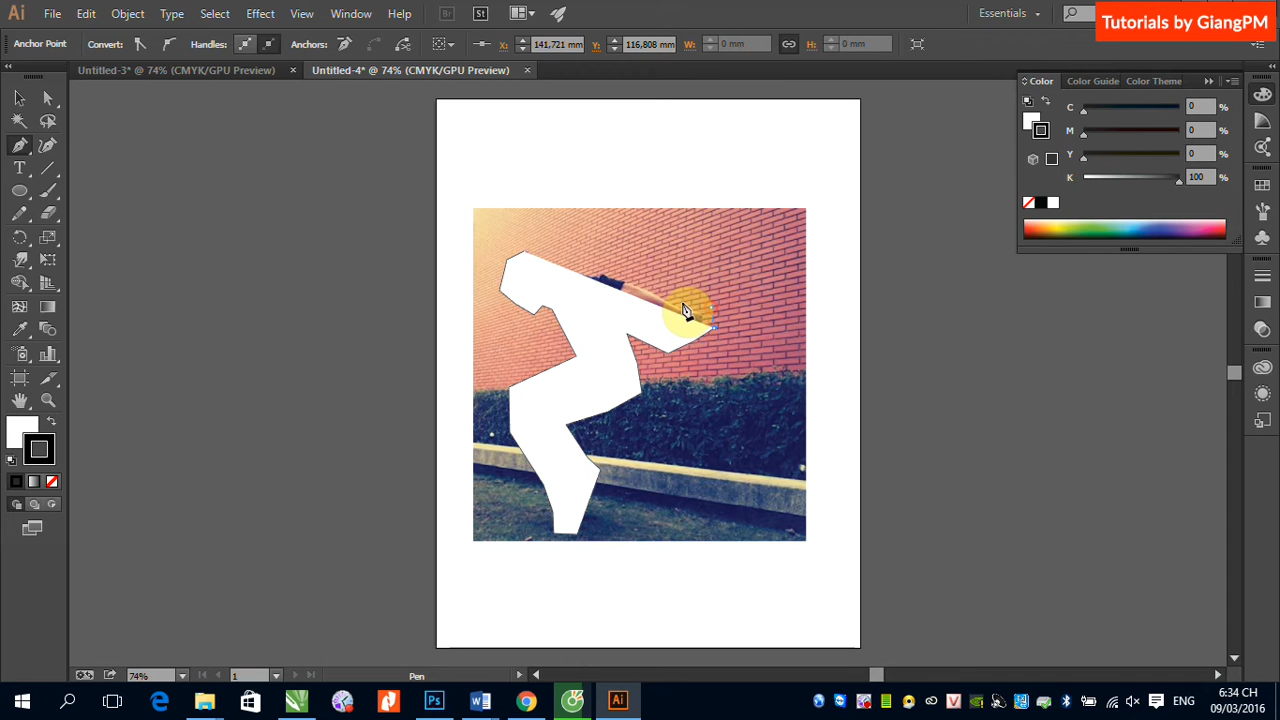 Ai File Edit Object Type Select Effect View Window Help Br St Essentials
Tutorials by GiangPM
Anchor Point Convert: Handles: Anchors: X: 141,721 mm Y: 116,808 mm W: 0 mm H: 0 mm
Untitled-3* @ 74% (CMYK/GPU Preview) × Untitled-4* @ 74% (CMYK/GPU Preview) ×
Color Color Guide Color Theme
C 0 %
M 0 %
Y 0 %
K 100 %
74% 1 Pen
ENG
6:34 CH
09/03/2016